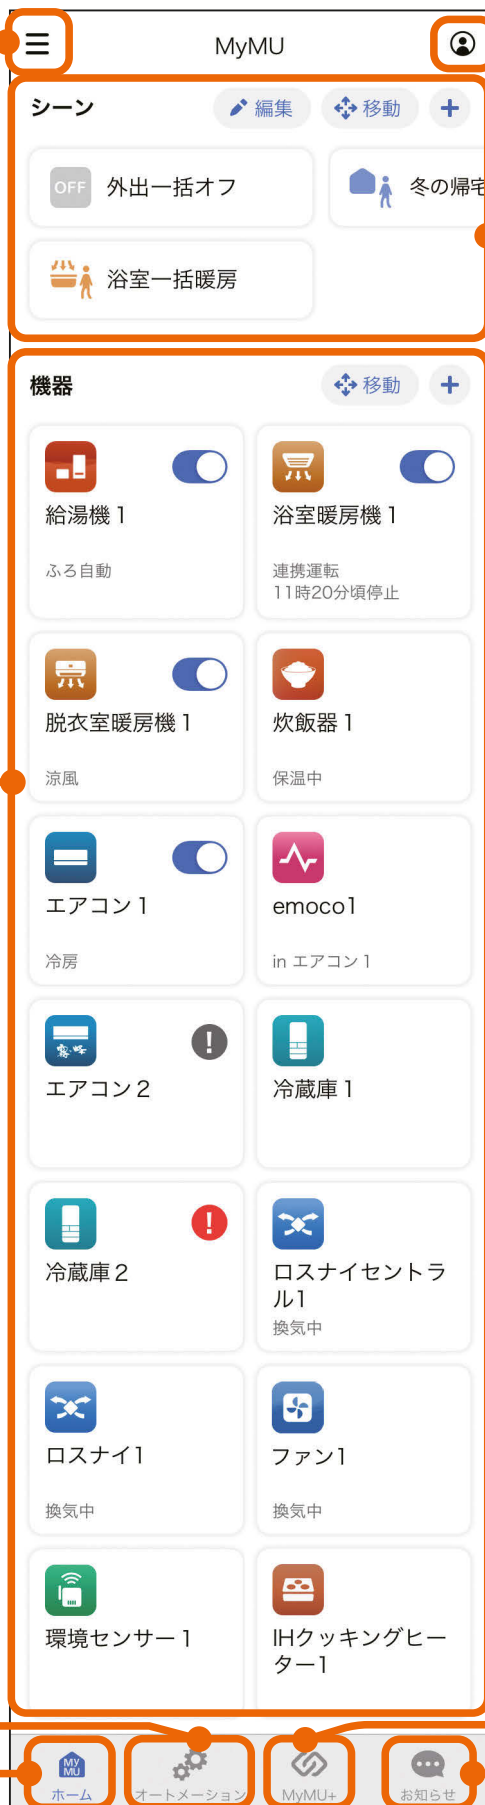 MyMU
シーン
編集
移動
OFF
外出一括オフ
冬の帰宅
浴室一括暖房
機器
移動
給湯機 1
ふろ自動
浴室暖房機 1
連携運転
11時20分頃停止
脱衣室暖房機 1
涼風
炊飯器 1
保温中
エアコン 1
冷房
emoco1
in エアコン 1
霧ヶ峰
エアコン 2
冷蔵庫 1
冷蔵庫 2
ロスナイセントラ
ル1
換気中
ロスナイ1
換気中
ファン1
換気中
環境センサー 1
IHクッキングヒー
ター1
MY
MU
ホーム
オートメーション
MyMU+
お知らせ